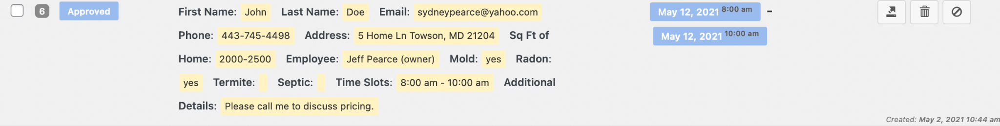 6 Approved First Name: John Last Name: Doe Email: sydneypearce@yahoo.com May 12, 2021 8:00 am -
Phone: 443-745-4498 Address: 5 Home Ln Towson, MD 21204 Sq Ft of May 12, 2021 10:00 am
Home: 2000-2500 Employee: Jeff Pearce (owner) Mold: yes Radon:
yes Termite: Septic: Time Slots: 8:00 am - 10:00 am Additional
Details: Please call me to discuss pricing.
Created: May 2, 2021 10:44 am